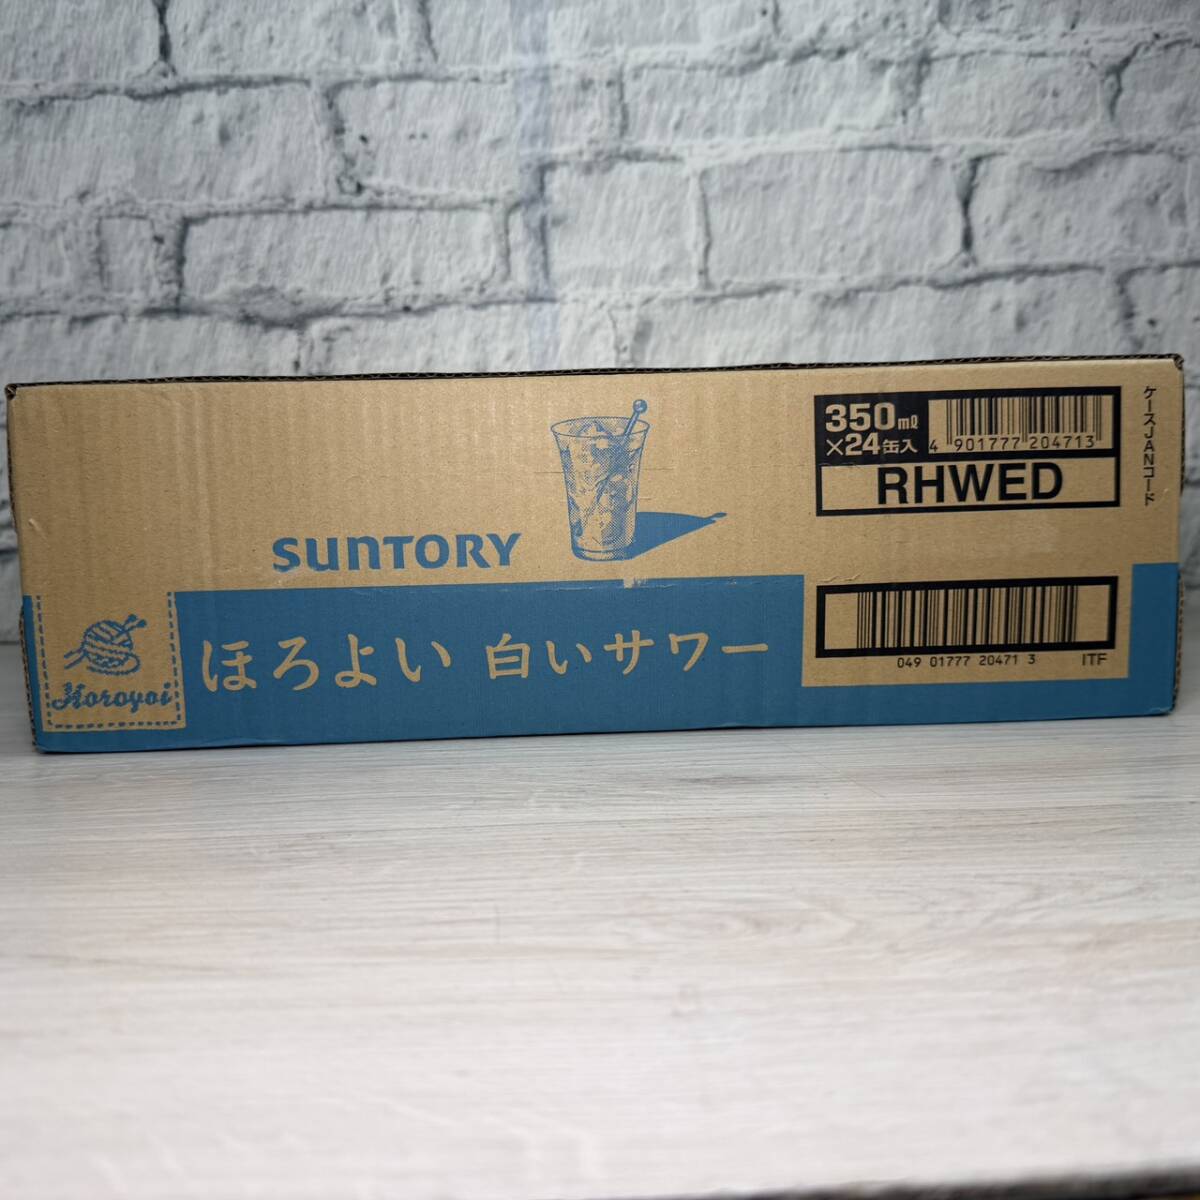 SUNTORY
ほろよい 白いサワー
Horoyoi
350ml
×24缶入
4 901777 204713
RHWED
ケースJANコード
049 01777 20471 3
ITF